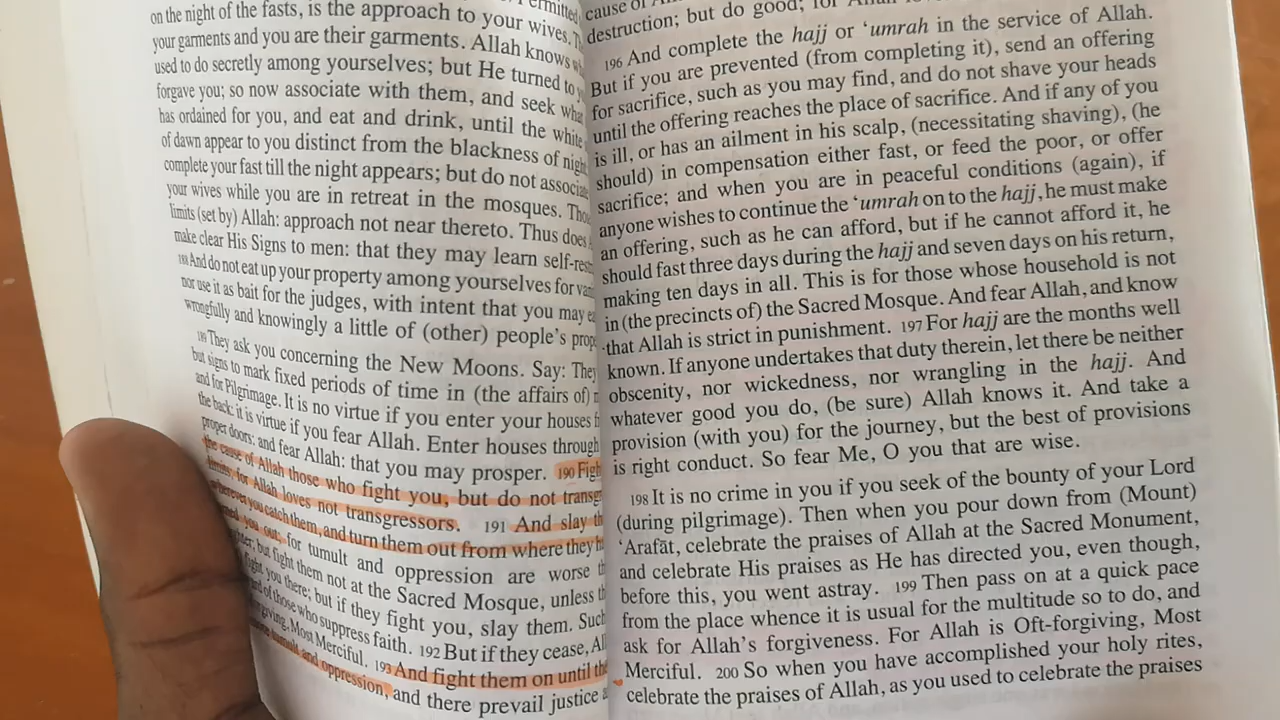 Permitted
on the night of the fasts, is the approach to your wives.
your garments and you are their garments. Allah knows
used to do secretly among yourselves; but He turned to
forgave you; so now associate with them, and seek what
has ordained for you, and eat and drink, until the white
of dawn appear to you distinct from the blackness of night
complete your fast till the night appears; but do not associate
your wives while you are in retreat in the mosques.
limits (set by) Allah: approach not near thereto. Thus does
make clear His Signs to men: that they may learn self-res
188 And do not eat up your property among yourselves for
nor use it as bait for the judges, with intent that you may
wrongfully and knowingly a little of (other) people's prop
189 They ask you concerning the New Moons. Say: They
but signs to mark fixed periods of time in (the affairs of)
and for Pilgrimage. It is no virtue if you enter your houses
the back: it is virtue if you fear Allah. Enter houses through
proper doors: and fear Allah: that you may prosper. 190 Figh
the cause of Allah those who fight you, but do not transg
limits; for Allah loves not transgressors. 191 And slay
wherever you catch them, and turn them out from where they
you out; for tumult and oppression are worse
but fight them not at the Sacred Mosque, unless
fight you there; but if they fight you, slay them. Such
of those who suppress faith. 192 But if they cease,
Most Merciful. 193 And fight them on until
tumult and oppression, and there prevail justice
cause of
destruction; but do good; for Allah
196 And complete the hajj or 'umrah in the service of Allah.
But if you are prevented (from completing it), send an offering
for sacrifice, such as you may find, and do not shave your heads
until the offering reaches the place of sacrifice. And if any of you
is ill, or has an ailment in his scalp, (necessitating shaving), (he
should) in compensation either fast, or feed the poor, or offer
sacrifice; and when you are in peaceful conditions (again), if
anyone wishes to continue the 'umrah on to the hajj, he must make
an offering, such as he can afford, but if he cannot afford it, he
should fast three days during the hajj and seven days on his return,
making ten days in all. This is for those whose household is not
in (the precincts of) the Sacred Mosque. And fear Allah, and know
that Allah is strict in punishment. 197 For hajj are the months well
known. If anyone undertakes that duty therein, let there be neither
obscenity, nor wickedness, nor wrangling in the hajj. And
whatever good you do, (be sure) Allah knows it. And take a
provision (with you) for the journey, but the best of provisions
is right conduct. So fear Me, O you that are wise.
198 It is no crime in you if you seek of the bounty of your Lord
(during pilgrimage). Then when you pour down from (Mount)
'Arafāt, celebrate the praises of Allah at the Sacred Monument,
and celebrate His praises as He has directed you, even though,
before this, you went astray. 199 Then pass on at a quick pace
from the place whence it is usual for the multitude so to do, and
ask for Allah's forgiveness. For Allah is Oft-forgiving, Most
Merciful. 200 So when you have accomplished your holy rites,
celebrate the praises of Allah, as you used to celebrate the praises